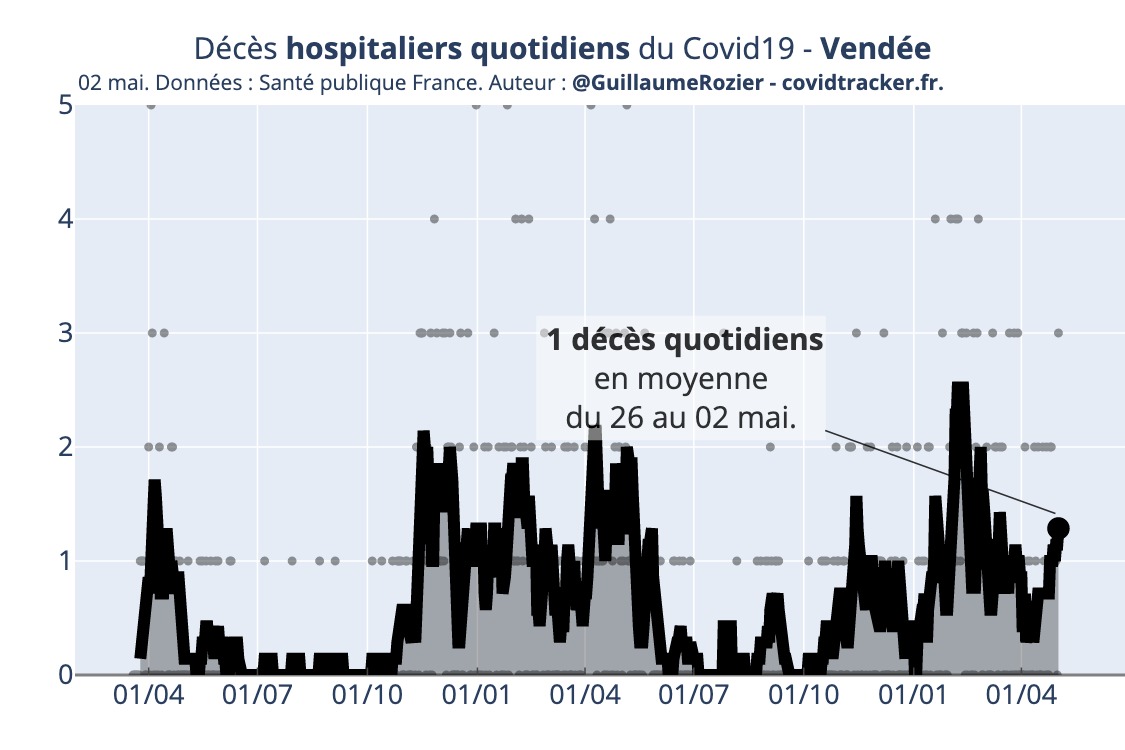 Décès hospitaliers quotidiens du Covid19 - Vendée
02 mai. Données : Santé publique France. Auteur : @GuillaumeRozier - covidtracker.fr.
5
4
3
2
1
0
1 décès quotidiens
en moyenne
du 26 au 02 mai.
01/04 01/07 01/10 01/01 01/04 01/07 01/10 01/01 01/04